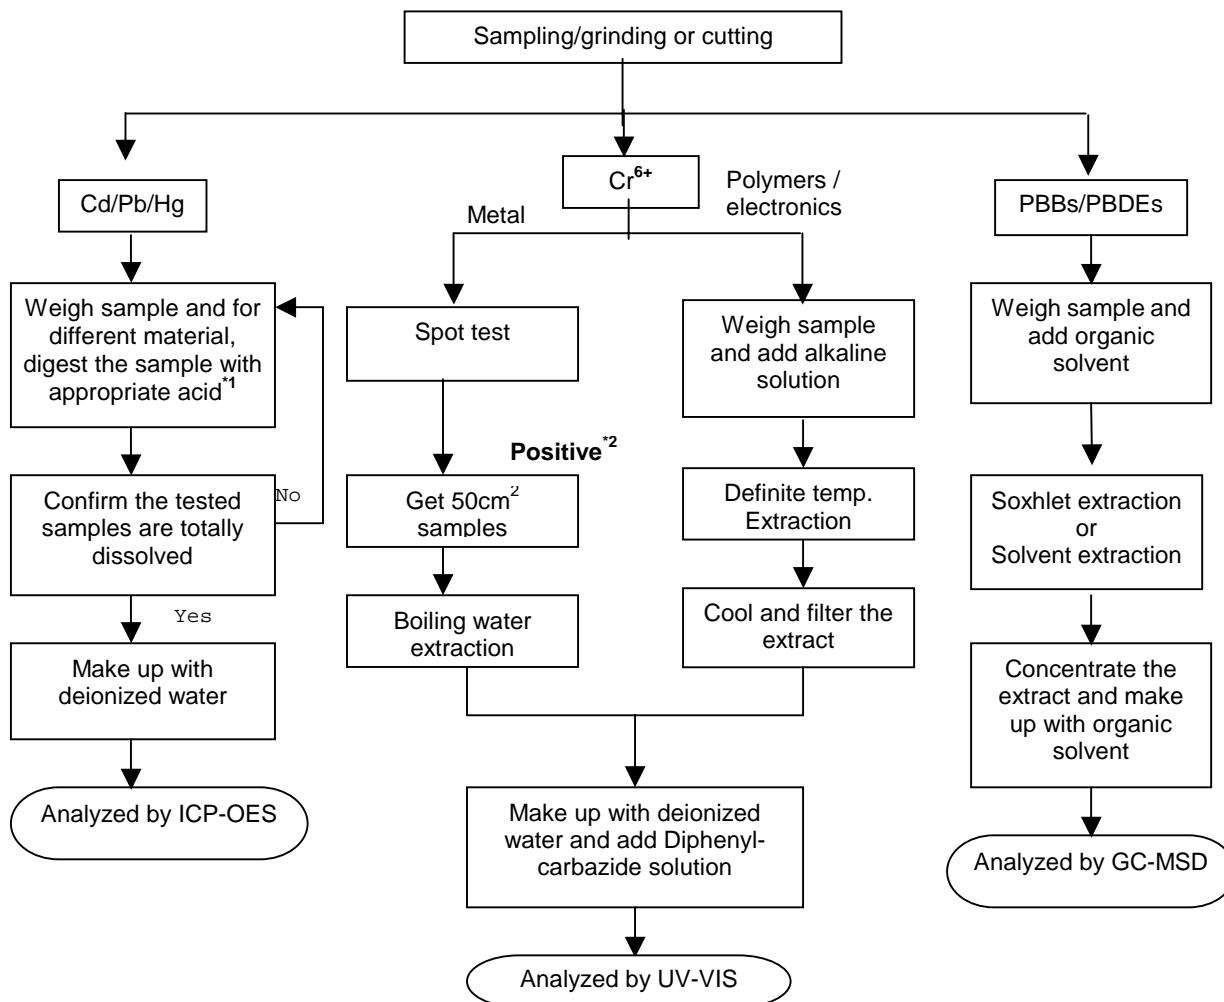 Sampling/grinding or cutting
Cd/Pb/Hg
Weigh sample and for
different material,
digest the sample with
appropriate acid*1
Confirm the tested
samples are totally
dissolved
No
Yes
Make up with
deionized water
Analyzed by ICP-OES
Cr6+
Metal
Polymers /
electronics
Spot test
Positive*2
Get 50cm2
samples
Boiling water
extraction
Weigh sample
and add alkaline
solution
Definite temp.
Extraction
Cool and filter the
extract
Make up with deionized
water and add Diphenyl-
carbazide solution
Analyzed by UV-VIS
PBBs/PBDEs
Weigh sample and
add organic
solvent
Soxhlet extraction
or
Solvent extraction
Concentrate the
extract and make
up with organic
solvent
Analyzed by GC-MSD